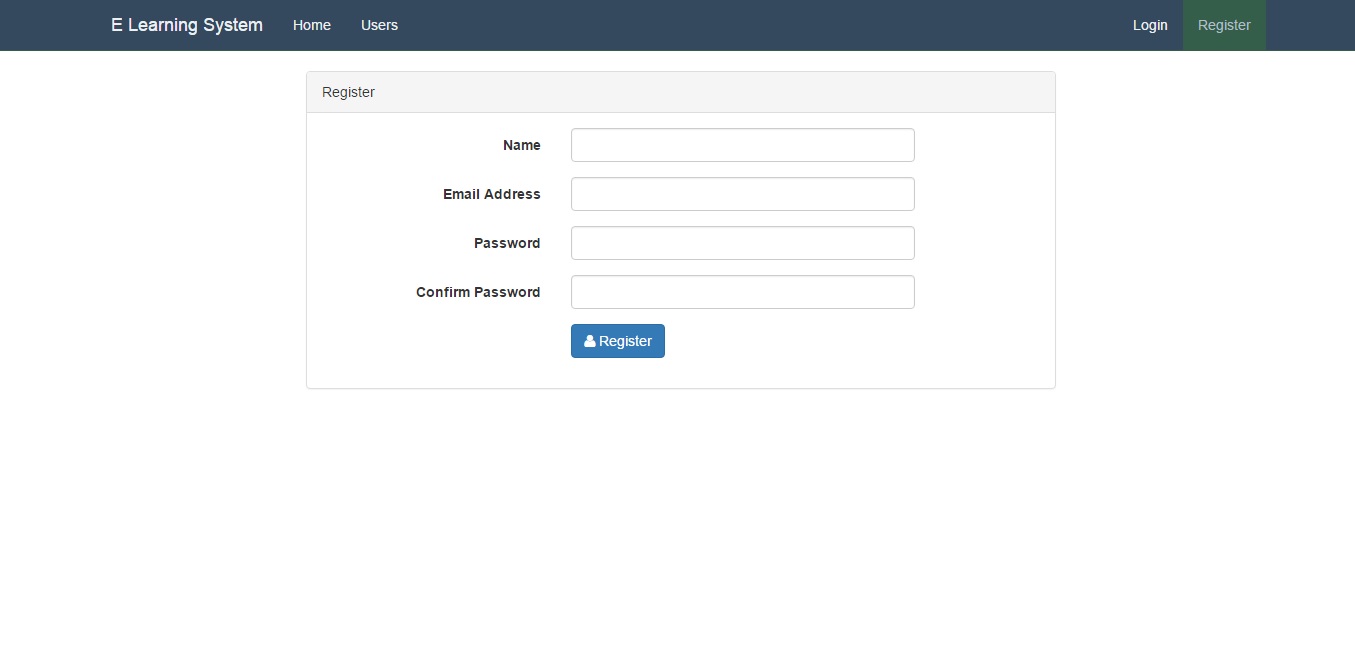 E Learning System Home Users Login Register
Register
Name
Email Address
Password
Confirm Password
Register